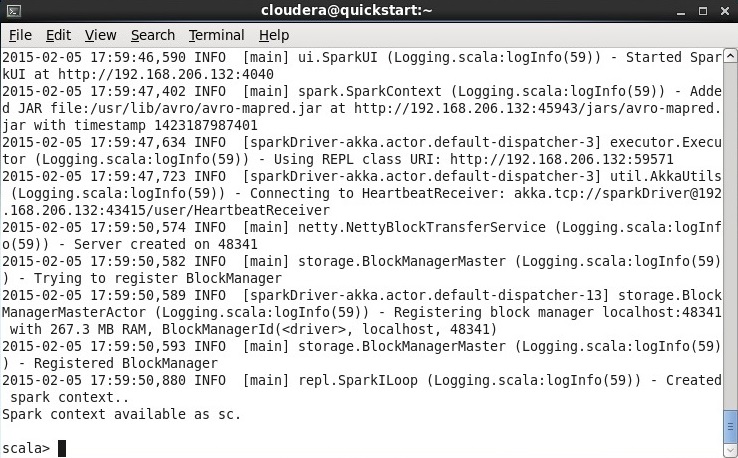 cloudera@quickstart:~
File Edit View Search Terminal Help
2015-02-05 17:59:46,590 INFO  [main] ui.SparkUI (Logging.scala:logInfo(59)) - Started Spar
kUI at http://192.168.206.132:4040
2015-02-05 17:59:47,402 INFO  [main] spark.SparkContext (Logging.scala:logInfo(59)) - Adde
d JAR file:/usr/lib/avro/avro-mapred.jar at http://192.168.206.132:45943/jars/avro-mapred.
jar with timestamp 1423187987401
2015-02-05 17:59:47,634 INFO  [sparkDriver-akka.actor.default-dispatcher-3] executor.Execu
tor (Logging.scala:logInfo(59)) - Using REPL class URI: http://192.168.206.132:59571
2015-02-05 17:59:47,723 INFO  [sparkDriver-akka.actor.default-dispatcher-3] util.AkkaUtils
 (Logging.scala:logInfo(59)) - Connecting to HeartbeatReceiver: akka.tcp://sparkDriver@192
.168.206.132:43415/user/HeartbeatReceiver
2015-02-05 17:59:50,574 INFO  [main] netty.NettyBlockTransferService (Logging.scala:logInf
o(59)) - Server created on 48341
2015-02-05 17:59:50,582 INFO  [main] storage.BlockManagerMaster (Logging.scala:logInfo(59)
) - Trying to register BlockManager
2015-02-05 17:59:50,589 INFO  [sparkDriver-akka.actor.default-dispatcher-13] storage.Block
ManagerMasterActor (Logging.scala:logInfo(59)) - Registering block manager localhost:48341
 with 267.3 MB RAM, BlockManagerId(<driver>, localhost, 48341)
2015-02-05 17:59:50,593 INFO  [main] storage.BlockManagerMaster (Logging.scala:logInfo(59)
) - Registered BlockManager
2015-02-05 17:59:50,880 INFO  [main] repl.SparkILoop (Logging.scala:logInfo(59)) - Created
 spark context..
Spark context available as sc.
scala>